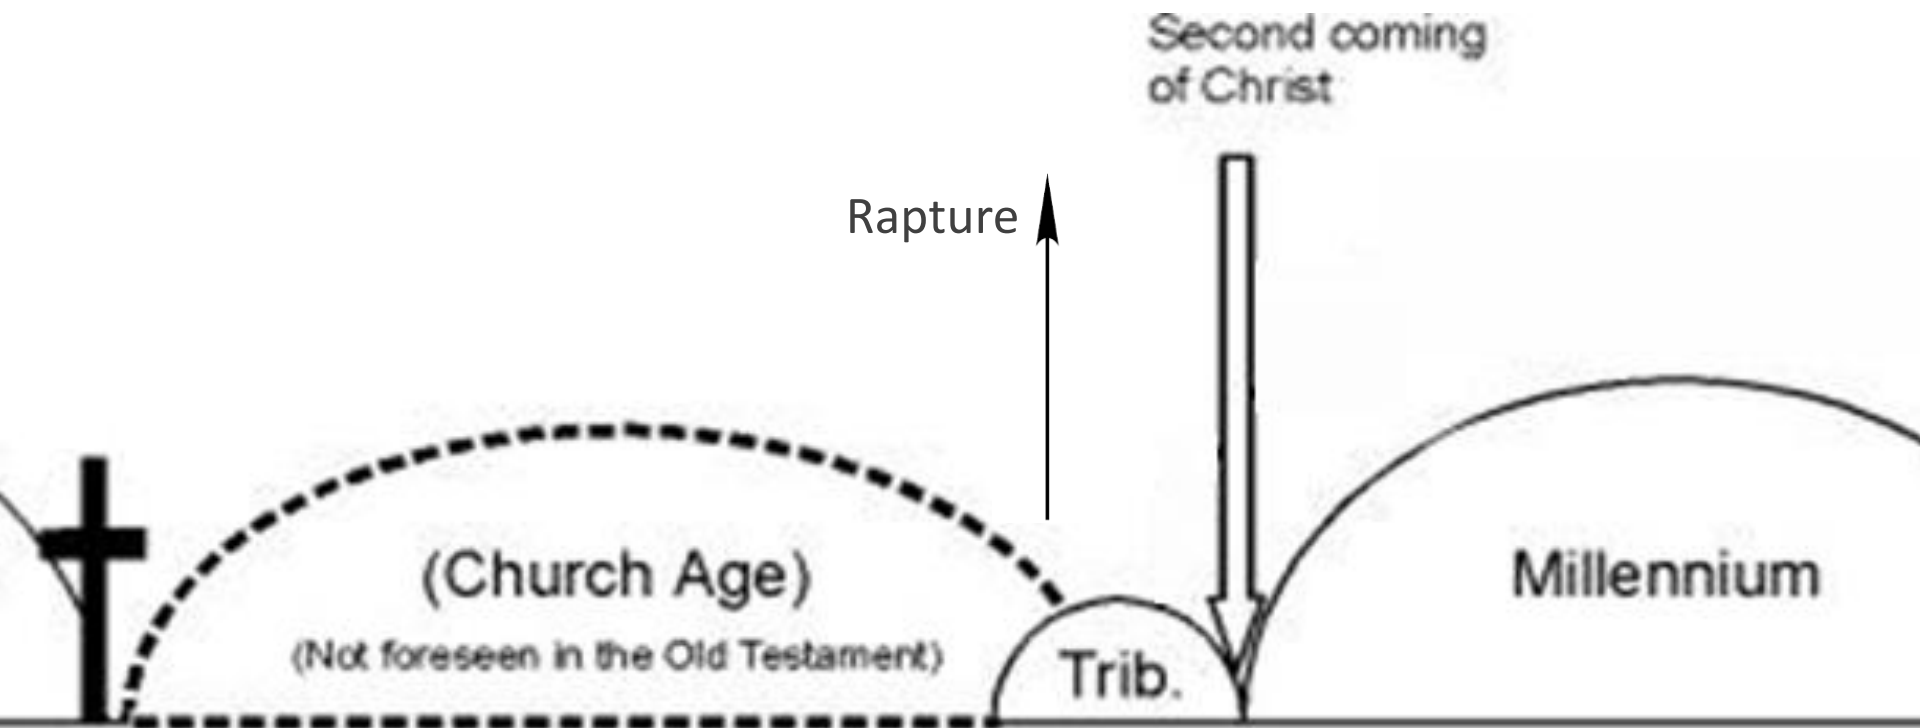 Second coming
of Christ
Rapture
(Church Age)
(Not foreseen in the Old Testament)
Trib.
Millennium